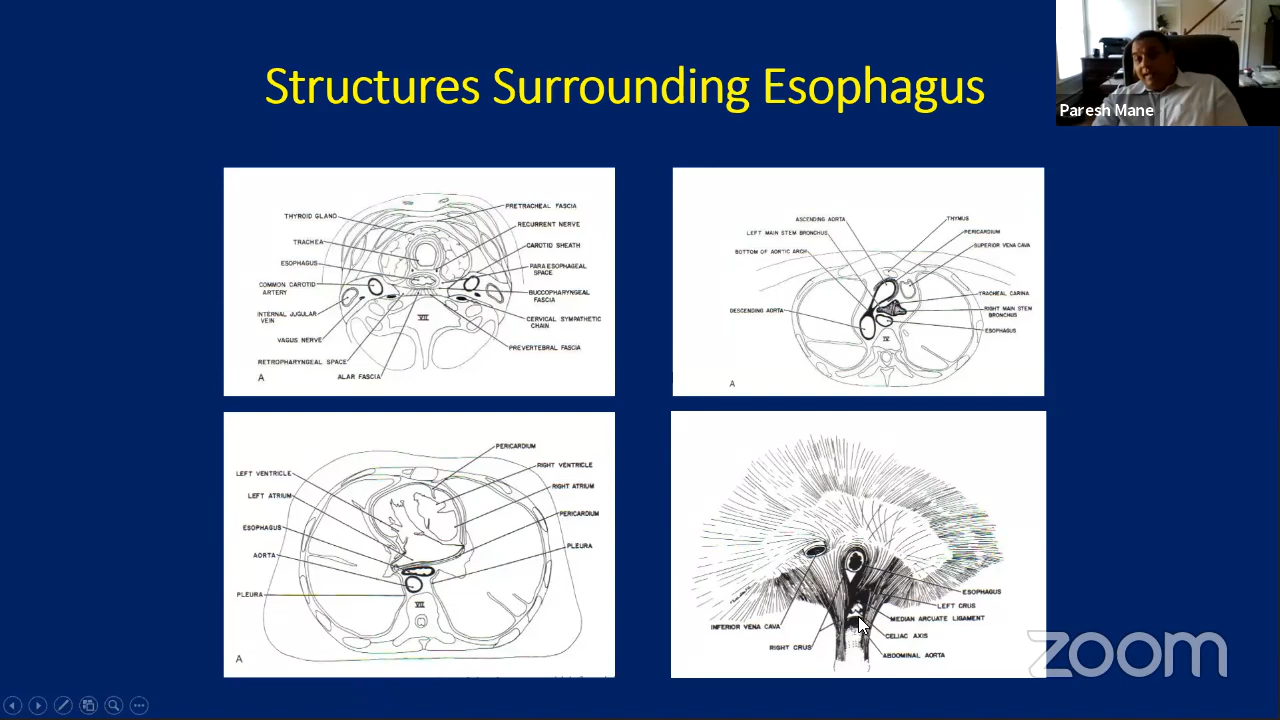 Structures Surrounding Esophagus
Paresh Mane
THYROID GLAND
TRACHEA
ESOPHAGUS
COMMON CAROTID
ARTERY
INTERNAL JUGULAR
VEIN
VAGUS NERVE
RETROPHARYNGEAL SPACE
ALAR FASCIA
PRETRACHEAL FASCIA
RECURRENT NERVE
CAROTID SHEATH
PARA ESOPHAGEAL
SPACE
BUCCOPHARYNGEAL
FASCIA
CERVICAL SYMPATHETIC
CHAIN
PREVERTEBRAL FASCIA
VII
A
ASCENDING AORTA
LEFT MAIN STEM BRONCHUS
BOTTOM OF AORTIC ARCH
DESCENDING AORTA
THYMUS
PERICARDIUM
SUPERIOR VENA CAVA
TRACHEAL CARINA
RIGHT MAIN STEM
BRONCHUS
ESOPHAGUS
IV
A
LEFT VENTRICLE
LEFT ATRIUM
ESOPHAGUS
AORTA
PLEURA
PERICARDIUM
RIGHT VENTRICLE
RIGHT ATRIUM
PERICARDIUM
PLEURA
VII
A
INFERIOR VENA CAVA
RIGHT CRUS
ESOPHAGUS
LEFT CRUS
MEDIAN ARCUATE LIGAMENT
CELIAC AXIS
ABDOMINAL AORTA
zoom